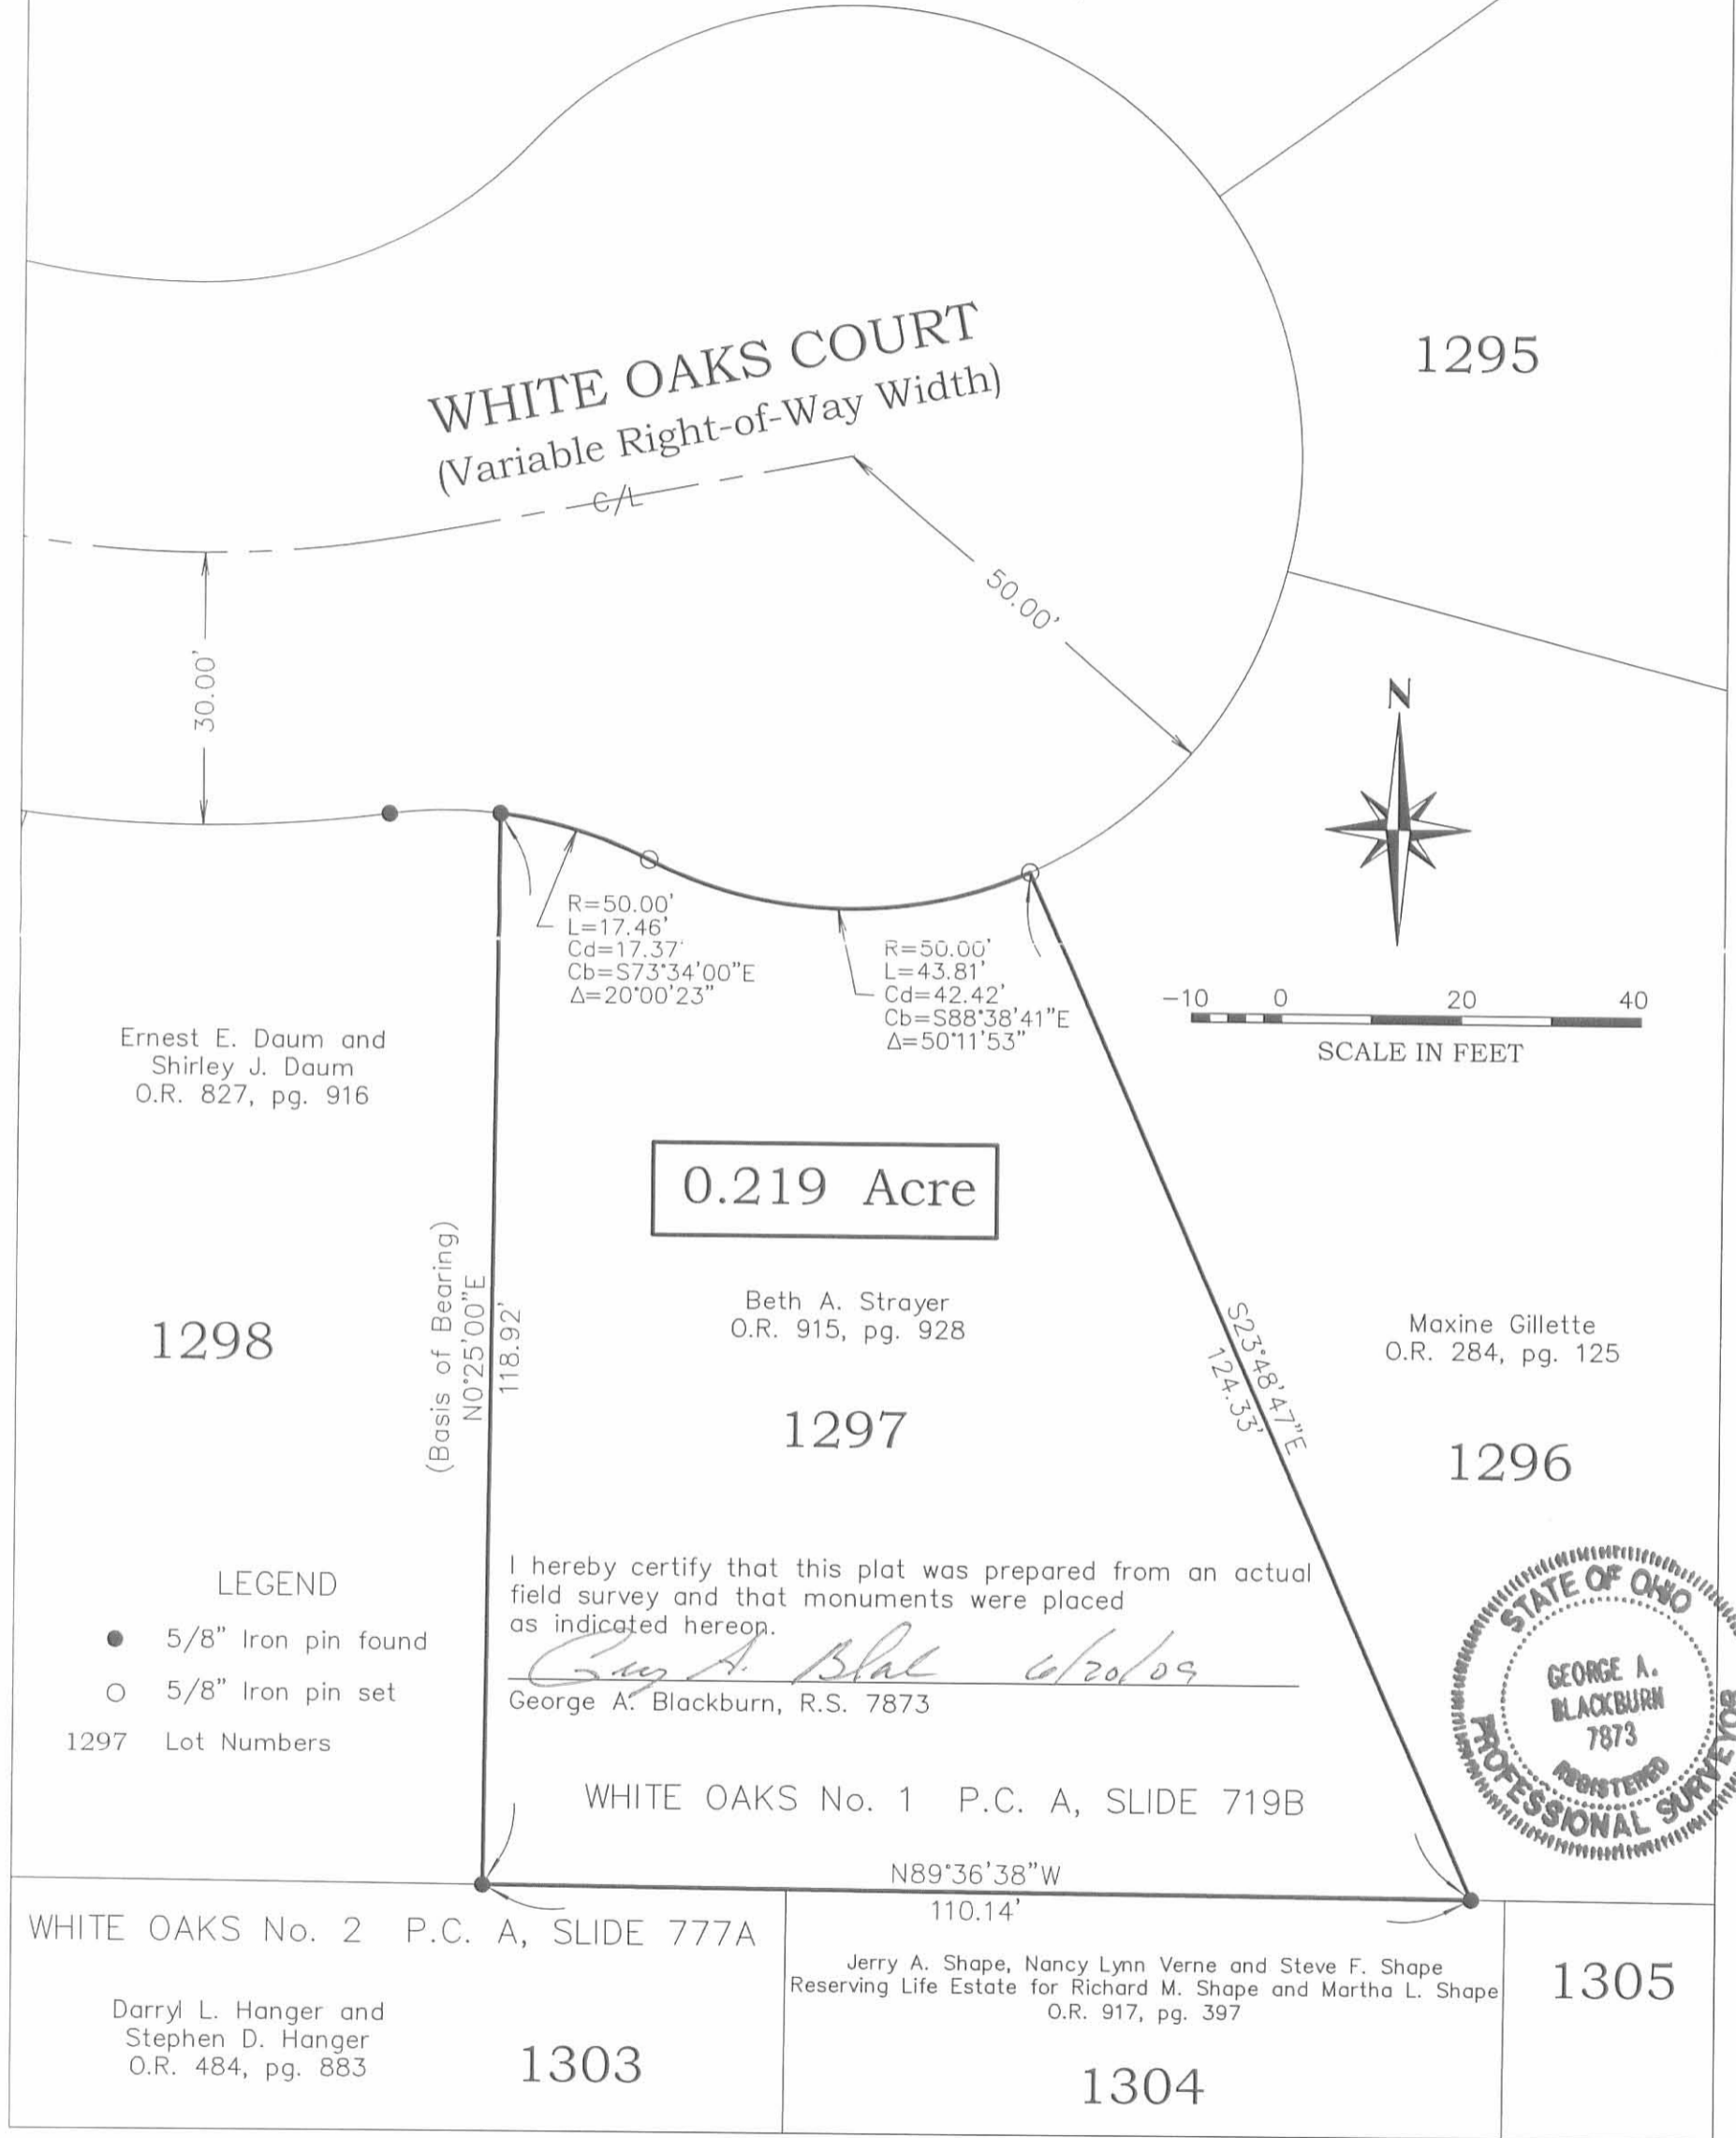 WHITE OAKS COURT
(Variable Right-of-Way Width)
C/L
50.00'
30.00'
1295
N
R=50.00'
L=17.46'
Cd=17.37'
Cb=S73°34'00"E
Δ=20°00'23"
R=50.00'
L=43.81'
Cd=42.42'
Cb=S88°38'41"E
Δ=50°11'53"
-10 0 20 40
SCALE IN FEET
Ernest E. Daum and
Shirley J. Daum
O.R. 827, pg. 916
0.219 Acre
(Basis of Bearing)
N0°25'00"E
118.92'
1298
Beth A. Strayer
O.R. 915, pg. 928
1297
S23°48'47"E
124.33'
Maxine Gillette
O.R. 284, pg. 125
1296
LEGEND
5/8" Iron pin found
5/8" Iron pin set
1297 Lot Numbers
I hereby certify that this plat was prepared from an actual
field survey and that monuments were placed
as indicated hereon.
6/20/09
George A. Blackburn, R.S. 7873
STATE OF OHIO
GEORGE A.
BLACKBURN
7873
REGISTERED
PROFESSIONAL SURVEYOR
WHITE OAKS No. 1 P.C. A, SLIDE 719B
N89°36'38"W
110.14'
WHITE OAKS No. 2 P.C. A, SLIDE 777A
Darryl L. Hanger and
Stephen D. Hanger
O.R. 484, pg. 883
1303
Jerry A. Shape, Nancy Lynn Verne and Steve F. Shape
Reserving Life Estate for Richard M. Shape and Martha L. Shape
O.R. 917, pg. 397
1304
1305